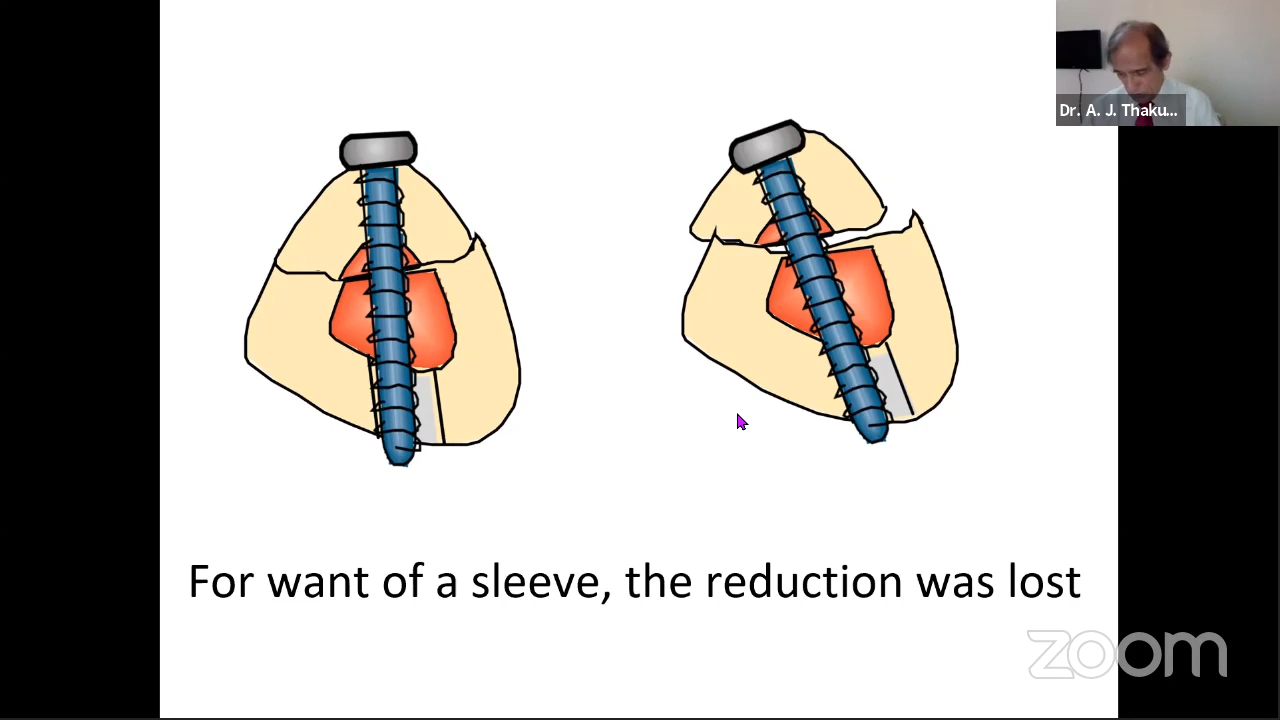 Dr. A. J. Thaku...
For want of a sleeve, the reduction was lost
zoom